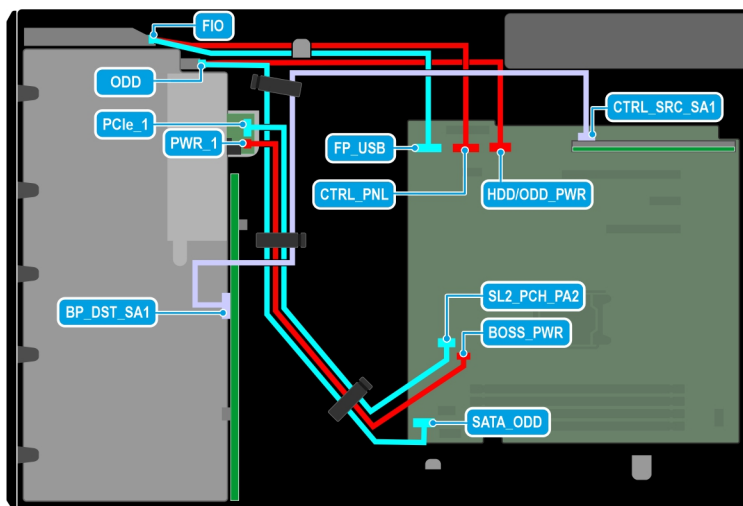 FIO
ODD
PCIe_1
PWR_1
FP_USB
CTRL_SRC_SA1
CTRL_PNL
HDD/ODD_PWR
BP_DST_SA1
SL2_PCH_PA2
BOSS_PWR
SATA_ODD